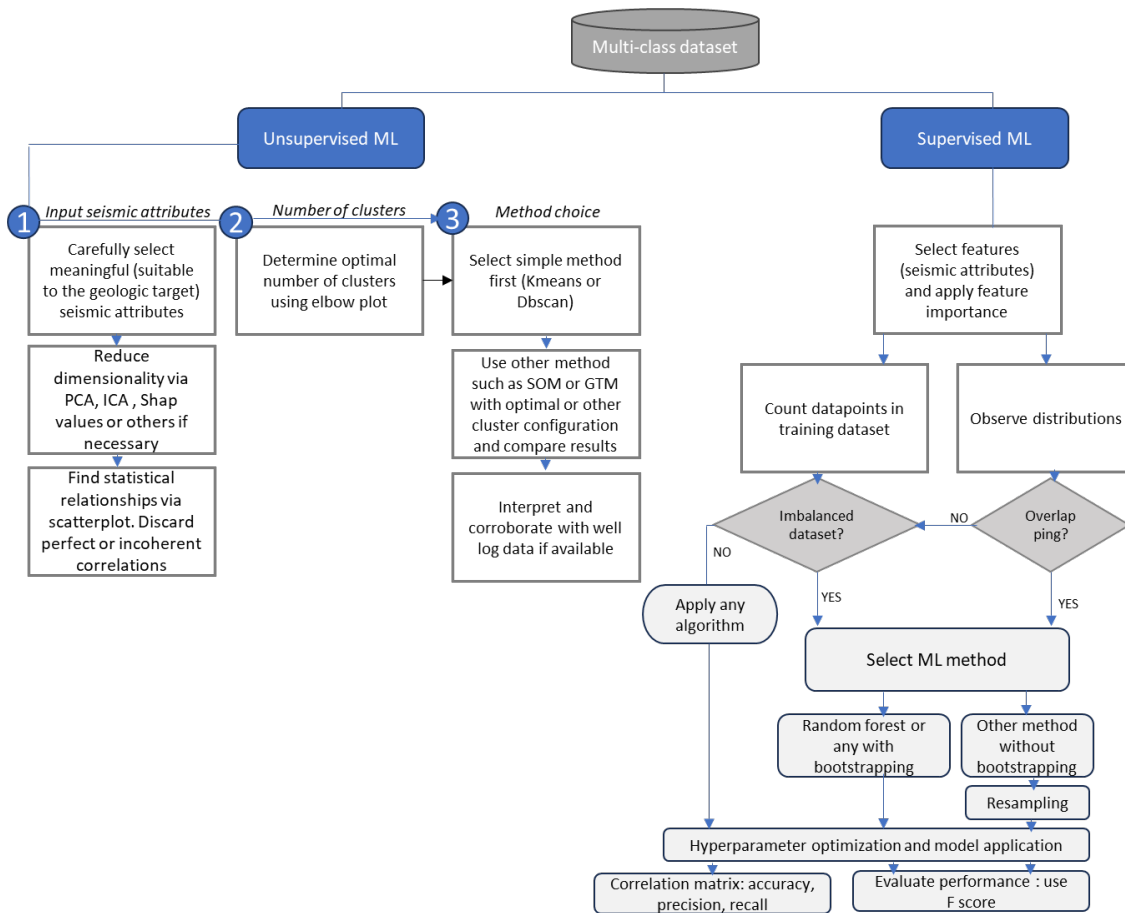 Multi-class dataset
Unsupervised ML
Supervised ML
1
Input seismic attributes
2
Number of clusters
3
Method choice
Carefully select
meaningful (suitable
to the geologic target)
seismic attributes
Reduce
dimensionality via
PCA, ICA , Shap
values or others if
necessary
Find statistical
relationships via
scatterplot. Discard
perfect or incoherent
correlations
Determine optimal
number of clusters
using elbow plot
Select simple method
first (Kmeans or
Dbscan)
Use other method
such as SOM or GTM
with optimal or other
cluster configuration
and compare results
Interpret and
corroborate with well
log data if available
Select features
(seismic attributes)
and apply feature
importance
Count datapoints in
training dataset
Observe distributions
Imbalanced
dataset?
NO
Overlap
ping?
NO
YES
YES
Apply any
algorithm
Select ML method
Random forest or
any with
bootstrapping
Other method
without
bootstrapping
Resampling
Hyperparameter optimization and model application
Correlation matrix: accuracy,
precision, recall
Evaluate performance : use
F score